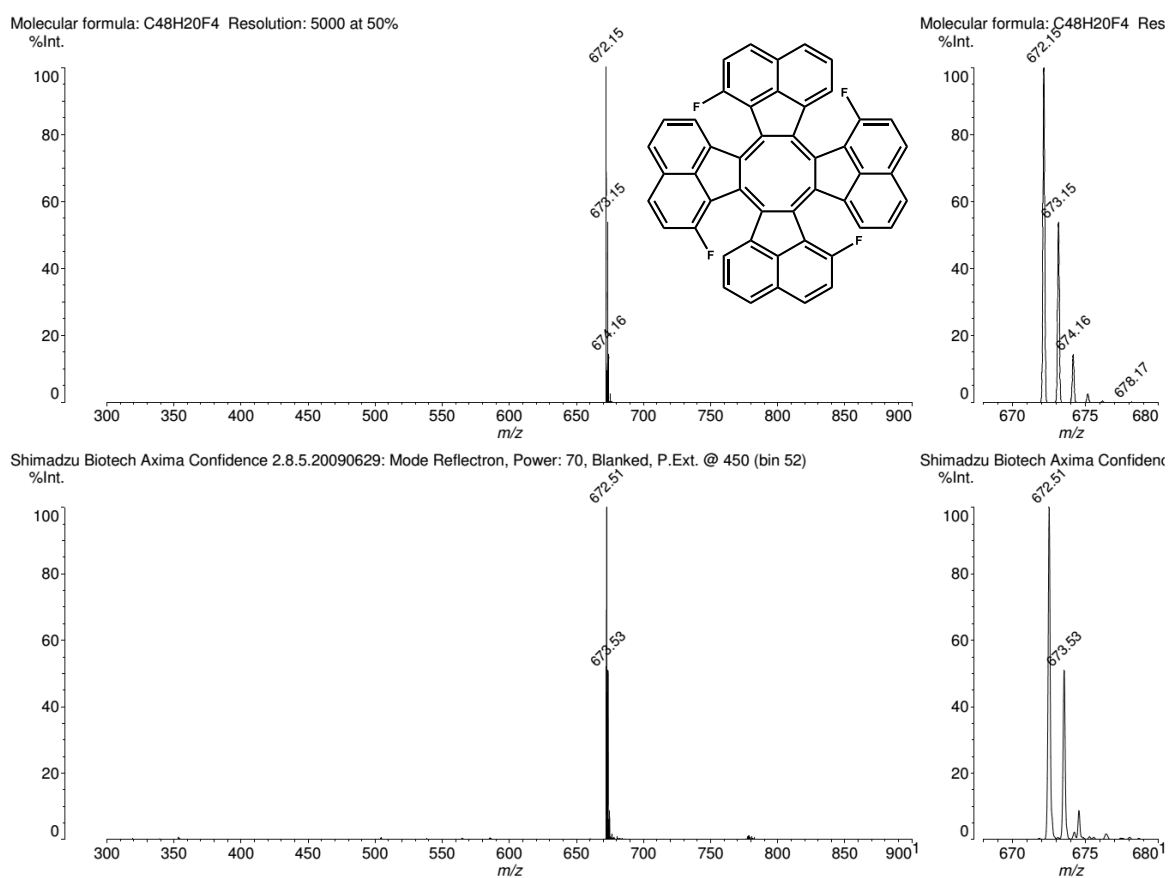 Molecular formula: C48H20F4 Resolution: 5000 at 50%
%Int.
672.15
673.15
674.16
100
80
60
40
20
0
300 350 400 450 500 550 600 650 700 750 800 850 900
m/z
F
F
F
F
Molecular formula: C48H20F4 Res
%Int.
672.15
673.15
674.16
678.17
100
80
60
40
20
0
670 675 680
m/z
Shimadzu Biotech Axima Confidence 2.8.5.20090629: Mode Reflectron, Power: 70, Blanked, P.Ext. @ 450 (bin 52)
%Int.
672.51
673.53
100
80
60
40
20
0
300 350 400 450 500 550 600 650 700 750 800 850 900
m/z
Shimadzu Biotech Axima Confidenc
%Int.
672.51
673.53
100
80
60
40
20
0
670 675 680
m/z